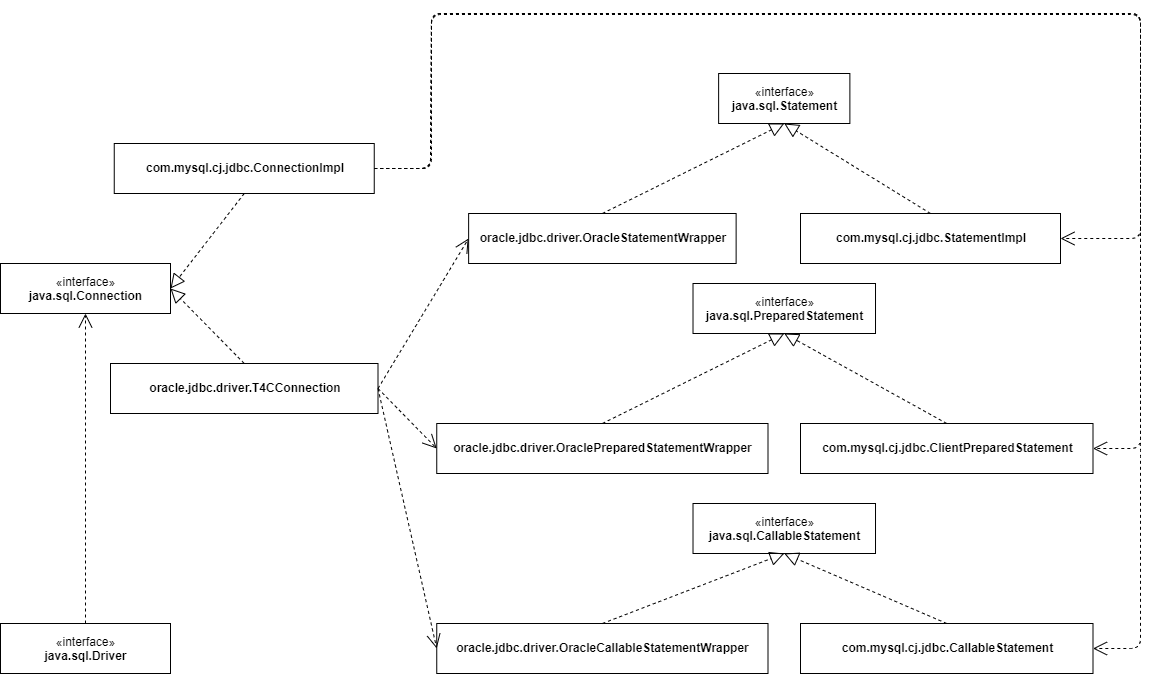 «interface»
java.sql.Statement
com.mysql.cj.jdbc.ConnectionImpl
oracle.jdbc.driver.OracleStatementWrapper
com.mysql.cj.jdbc.StatementImpl
«interface»
java.sql.Connection
«interface»
java.sql.PreparedStatement
oracle.jdbc.driver.T4CConnection
oracle.jdbc.driver.OraclePreparedStatementWrapper
com.mysql.cj.jdbc.ClientPreparedStatement
«interface»
java.sql.CallableStatement
«interface»
java.sql.Driver
oracle.jdbc.driver.OracleCallableStatementWrapper
com.mysql.cj.jdbc.CallableStatement